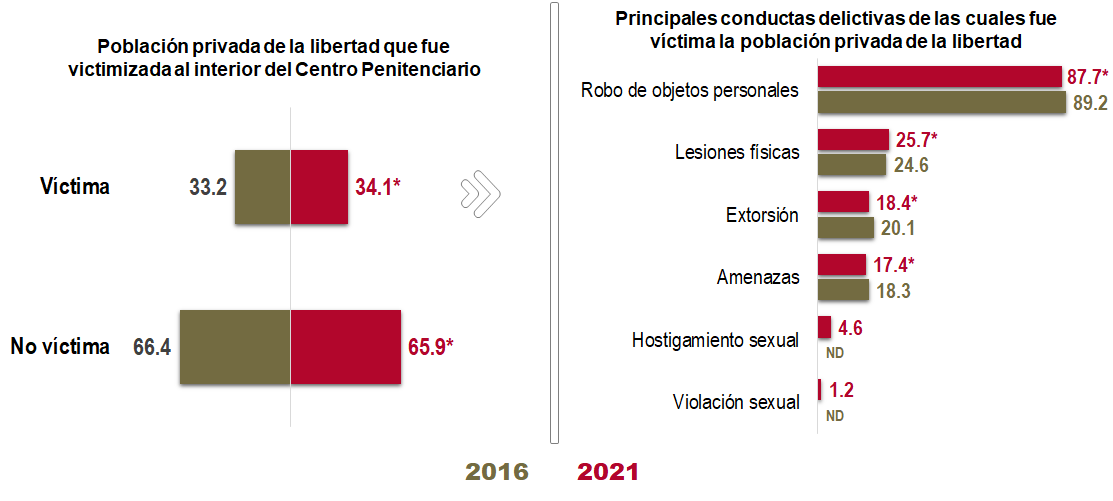 Población privada de la libertad que fue
victimizada al interior del Centro Penitenciario
Víctima
33.2
34.1*
No víctima
66.4
65.9*
Principales conductas delictivas de las cuales fue
víctima la población privada de la libertad
Robo de objetos personales
87.7*
89.2
Lesiones físicas
25.7*
24.6
Extorsión
18.4*
20.1
Amenazas
17.4*
18.3
Hostigamiento sexual
4.6
ND
Violación sexual
1.2
ND
2016
2021